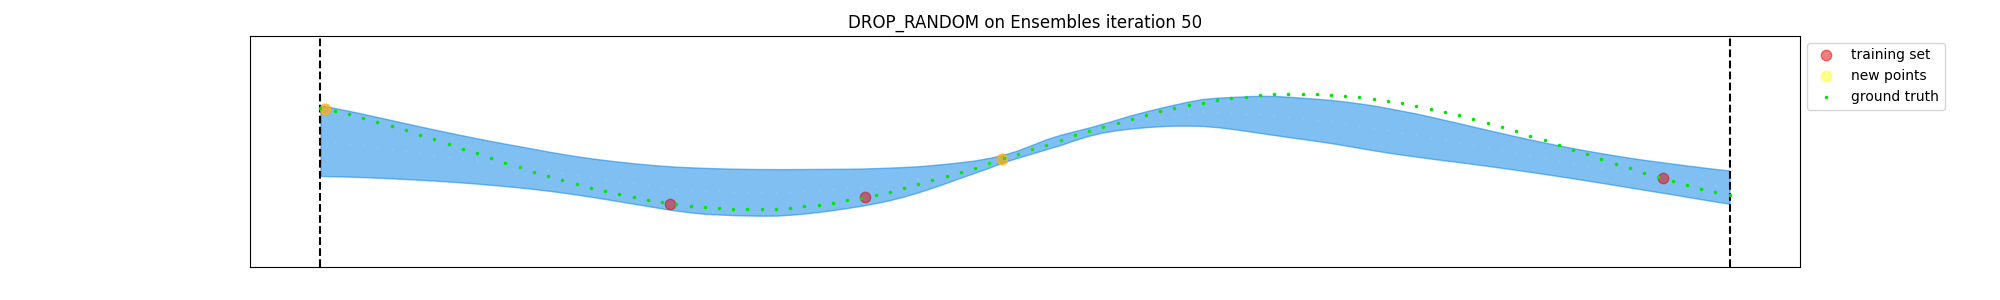 DROP_RANDOM on Ensembles iteration 50
training set
new points
ground truth